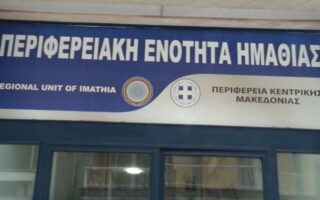 ΠΕΡΙΦΕΡΕΙΑΚΗ ΕΝΟΤΗΤΑ ΗΜΑΘΙΑΣ
REGIONAL UNIT OF IMATHIA
ΠΕΡΙΦΕΡΕΙΑ ΚΕΝΤΡΙΚΗΣ
ΜΑΚΕΔΟΝΙΑΣ